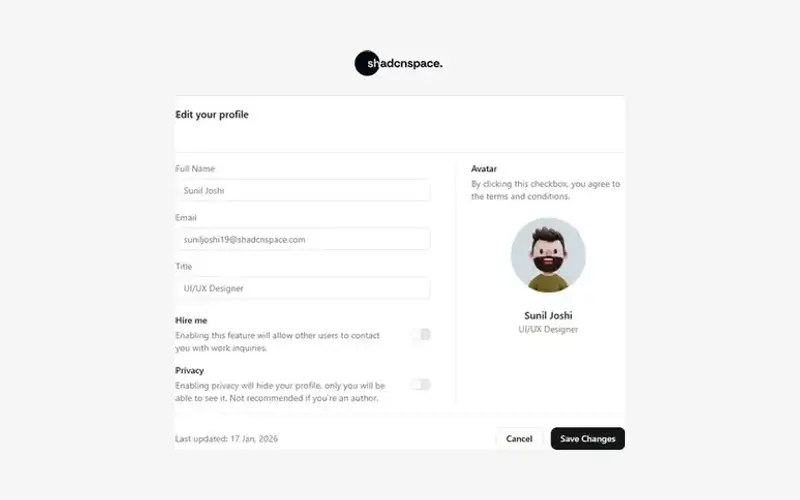 shadcnspace.
Edit your profile
Full Name
Sunil Joshi
Email
suniljoshi19@shadcnspace.com
Title
UI/UX Designer
Hire me
Enabling this feature will allow other users to contact
you with work inquiries.
Privacy
Enabling privacy will hide your profile, only you will be
able to see it. Not recommended if you're an author.
Avatar
By clicking this checkbox, you agree to
the terms and conditions.
Sunil Joshi
UI/UX Designer
Last updated: 17 Jan, 2026
Cancel
Save Changes